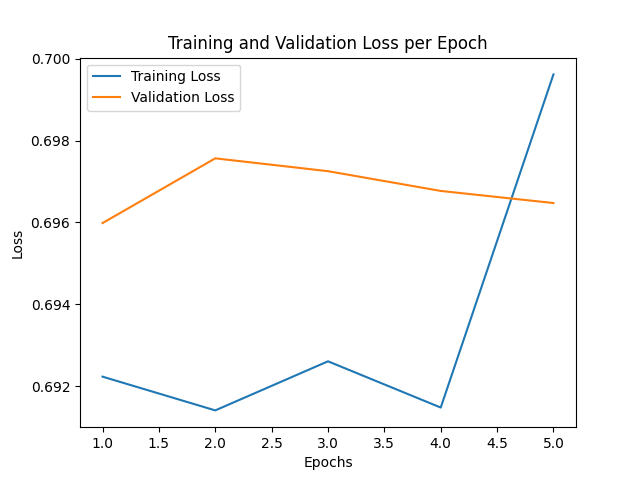 Training and Validation Loss per Epoch
Training Loss
Validation Loss
Loss
0.700
0.698
0.696
0.694
0.692
1.0 1.5 2.0 2.5 3.0 3.5 4.0 4.5 5.0
Epochs